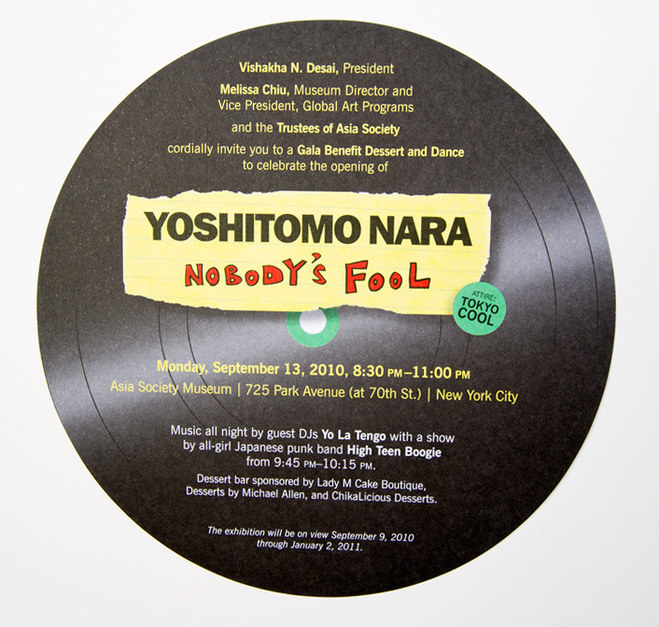 Vishakha N. Desai, President
Melissa Chiu, Museum Director and
Vice President, Global Art Programs
and the Trustees of Asia Society
cordially invite you to a Gala Benefit Dessert and Dance
to celebrate the opening of
YOSHITOMO NARA
NOBODY'S FOOL
ATTIRE:
TOKYO
COOL
Monday, September 13, 2010, 8:30 PM–11:00 PM
Asia Society Museum | 725 Park Avenue (at 70th St.) | New York City
Music all night by guest DJs Yo La Tengo with a show
by all-girl Japanese punk band High Teen Boogie
from 9:45 PM–10:15 PM.
Dessert bar sponsored by Lady M Cake Boutique,
Desserts by Michael Allen, and ChikaLicious Desserts.
The exhibition will be on view September 9, 2010
through January 2, 2011.